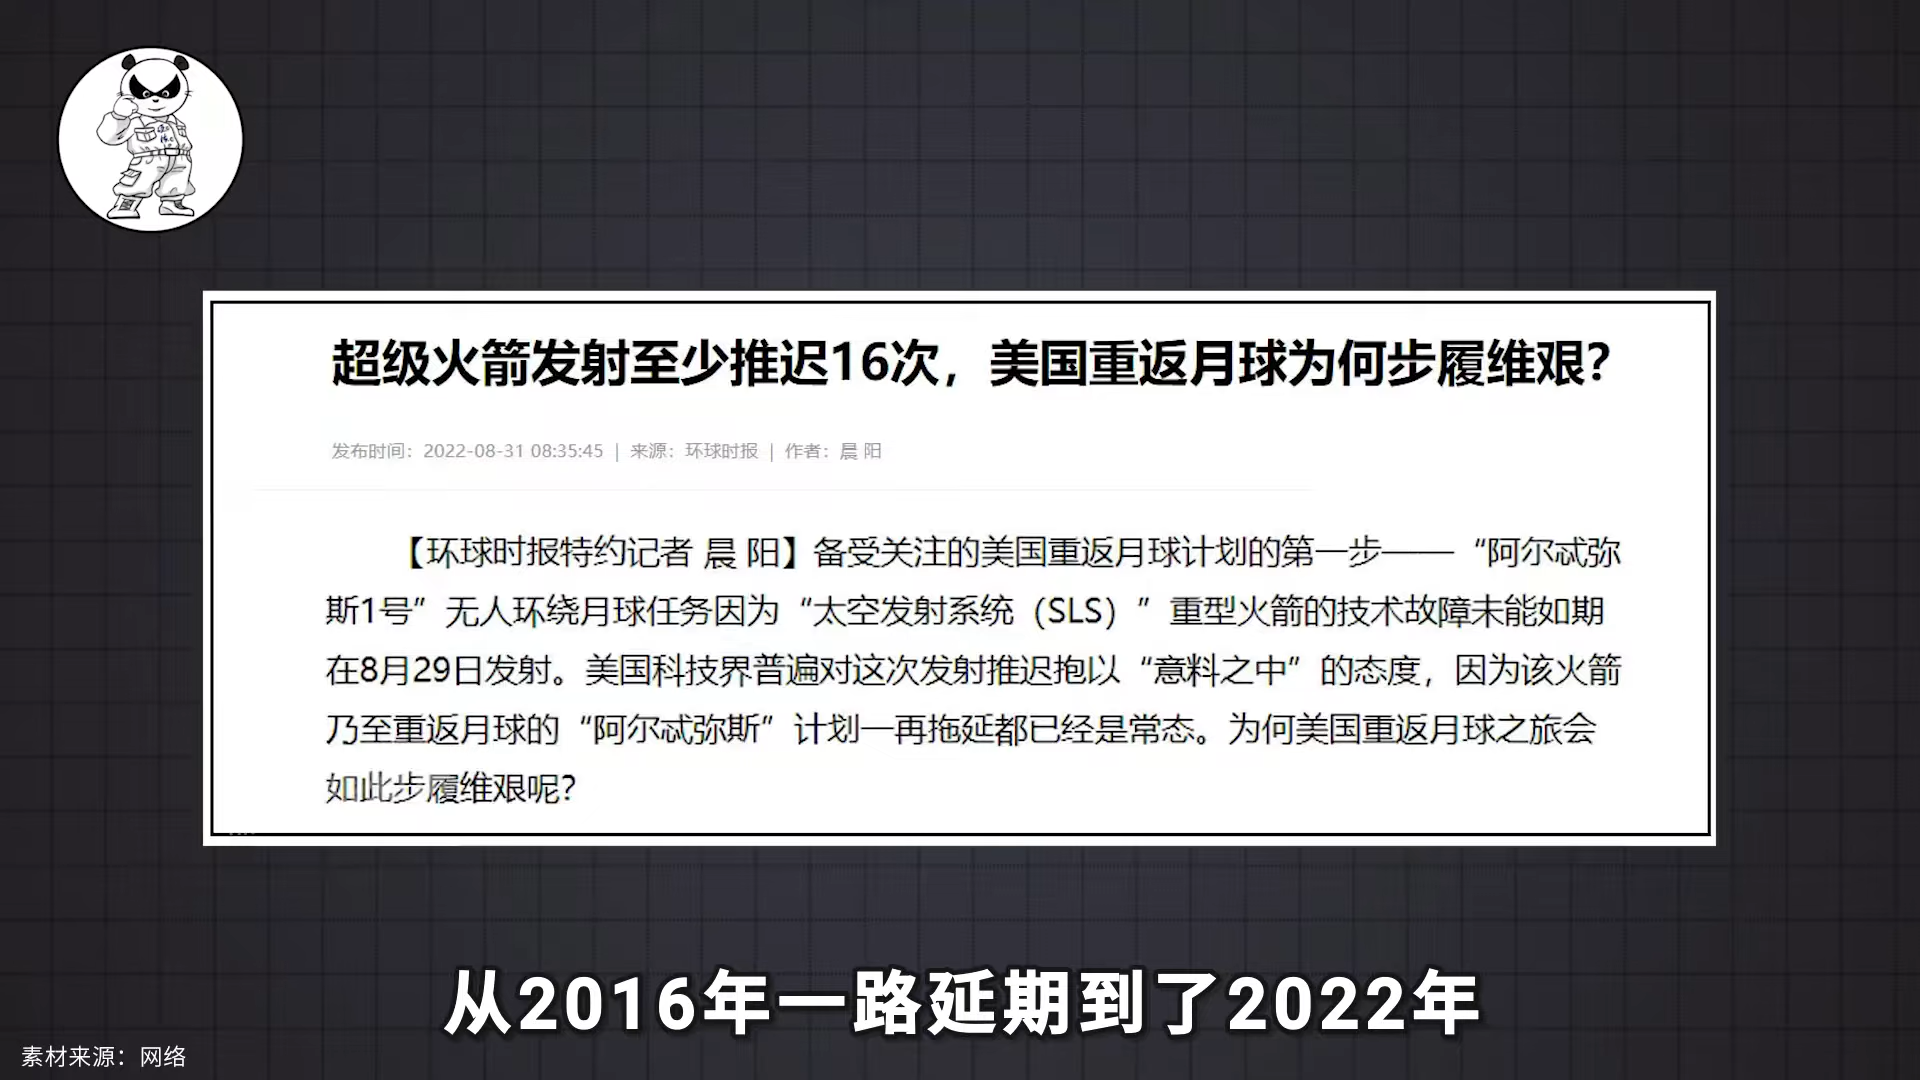 超级火箭发射至少推迟16次，美国重返月球为何步履维艰？
发布时间：2022-08-31 08:35:45 | 来源：环球时报 | 作者：晨 阳
【环球时报特约记者 晨 阳】备受关注的美国重返月球计划的第一步——“阿尔忒弥
斯1号”无人环绕月球任务因为“太空发射系统（SLS）”重型火箭的技术故障未能如期
在8月29日发射。美国科技界普遍对这次发射推迟抱以“意料之中”的态度，因为该火箭
乃至重返月球的“阿尔忒弥斯”计划一再拖延都已经是常态。为何美国重返月球之旅会
如此步履维艰呢？
从2016年一路延期到了2022年
素材来源：网络